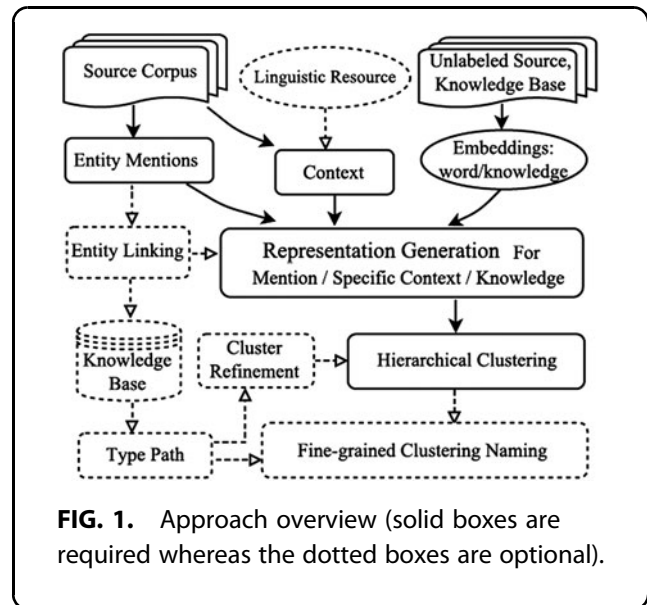 Source Corpus
Linguistic Resource
Unlabeled Source,
Knowledge Base
Entity Mentions
Context
Embeddings:
word/knowledge
Entity Linking
Representation Generation For
Mention / Specific Context / Knowledge
Knowledge
Base
Cluster
Refinement
Hierarchical Clustering
Type Path
Fine-grained Clustering Naming
FIG. 1. Approach overview (solid boxes are
required whereas the dotted boxes are optional).